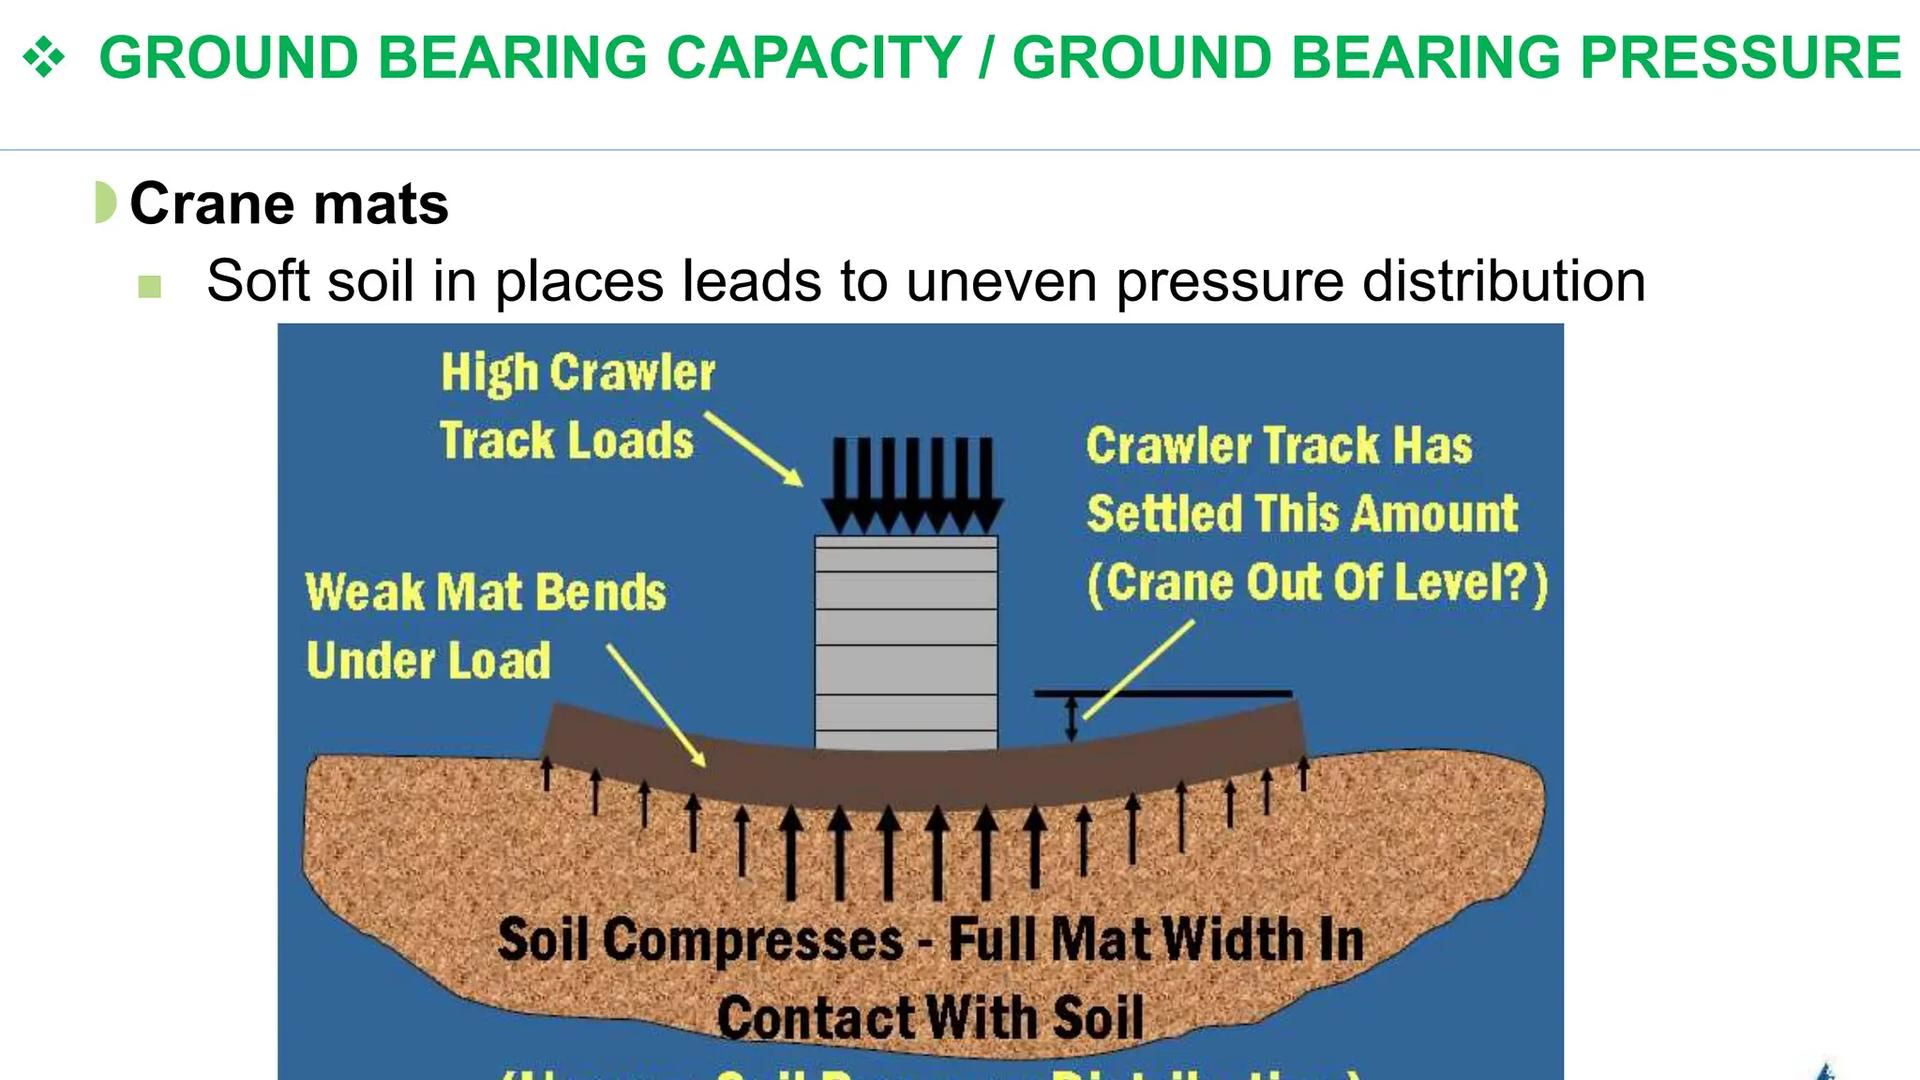 GROUND BEARING CAPACITY / GROUND BEARING PRESSURE
Crane mats
Soft soil in places leads to uneven pressure distribution
High Crawler
Track Loads
Crawler Track Has
Settled This Amount
(Crane Out Of Level?)
Weak Mat Bends
Under Load
Soil Compresses - Full Mat Width In
Contact With Soil